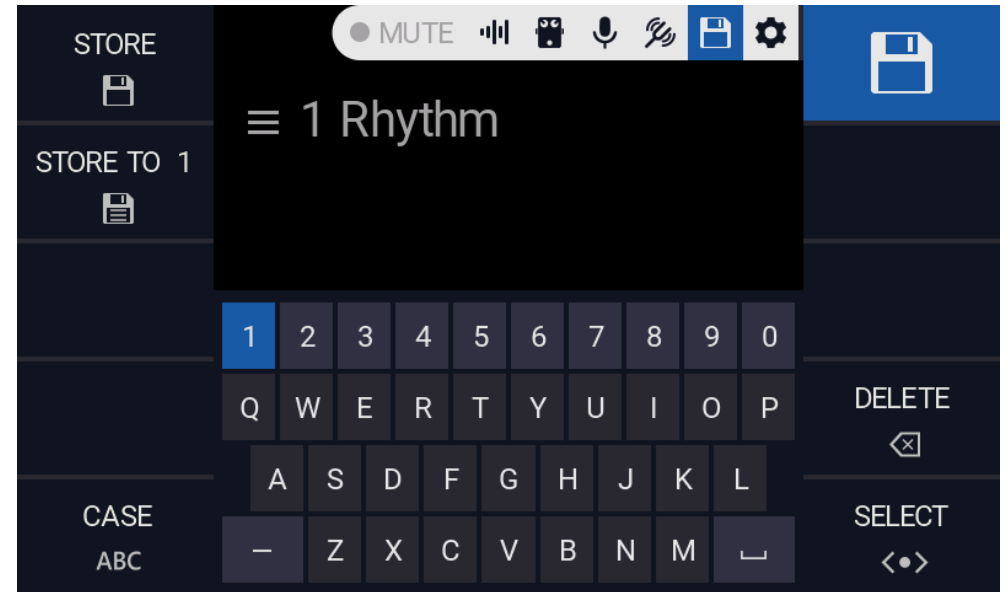 STORE
MUTE
1 Rhythm
STORE TO 1
1 2 3 4 5 6 7 8 9 0
Q W E R T Y U I O P
DELETE
A S D F G H J K L
CASE
SELECT
– Z X C V B N M
ABC